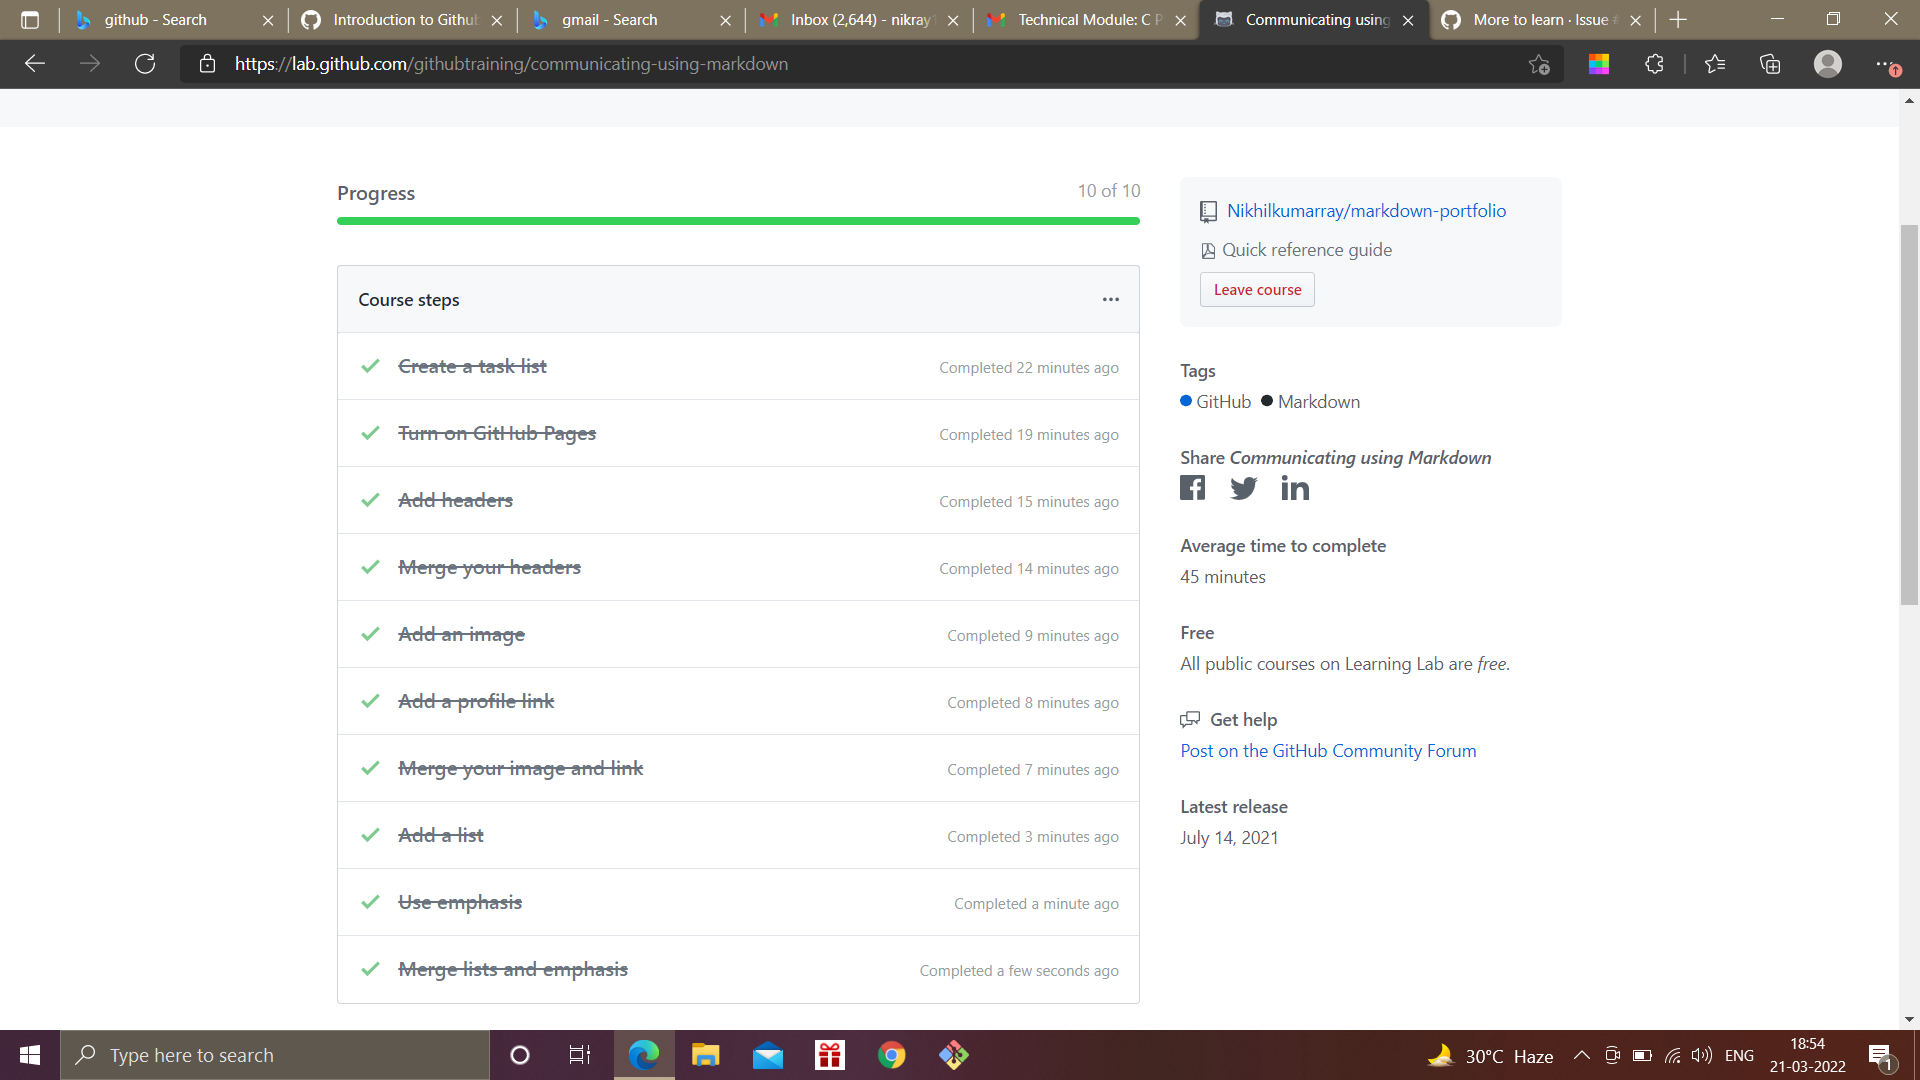 github - Search
Introduction to Githu
gmail - Search
Inbox (2,644) - nikray
Technical Module: C P
Communicating using
More to learn · Issue
https://lab.github.com/githubtraining/communicating-using-markdown
Progress
10 of 10
Course steps
Create a task list
Completed 22 minutes ago
Turn on GitHub Pages
Completed 19 minutes ago
Add headers
Completed 15 minutes ago
Merge your headers
Completed 14 minutes ago
Add an image
Completed 9 minutes ago
Add a profile link
Completed 8 minutes ago
Merge your image and link
Completed 7 minutes ago
Add a list
Completed 3 minutes ago
Use emphasis
Completed a minute ago
Merge lists and emphasis
Completed a few seconds ago
Nikhilkumarray/markdown-portfolio
Quick reference guide
Leave course
Tags
GitHub Markdown
Share Communicating using Markdown
Average time to complete
45 minutes
Free
All public courses on Learning Lab are free.
Get help
Post on the GitHub Community Forum
Latest release
July 14, 2021
Type here to search
30°C Haze
ENG
18:54
21-03-2022
1